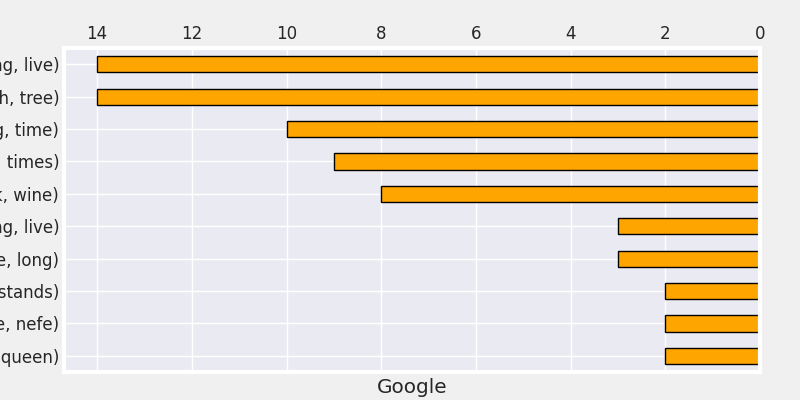 14 12 10 8 6 4 2 0
g, live)
h, tree)
, time)
times)
, wine)
g, live)
, long)
stands)
, nefe)
queen)
Google